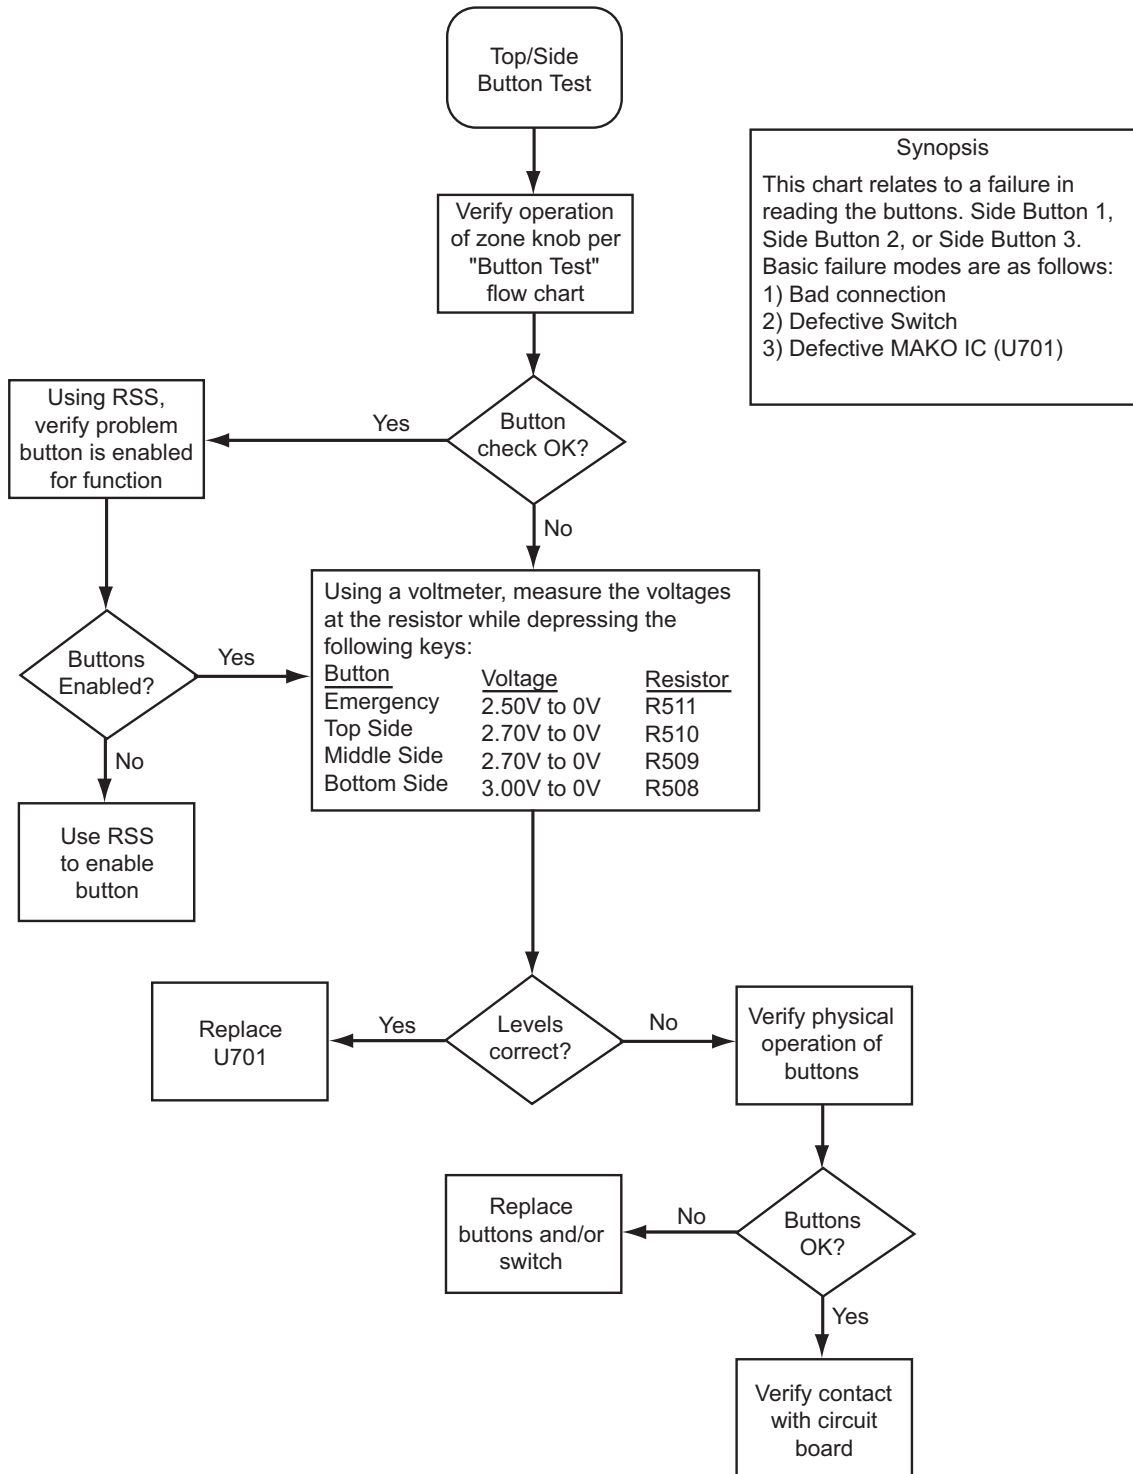 Top/Side
Button Test
Verify operation
of zone knob per
"Button Test"
flow chart
Synopsis
This chart relates to a failure in
reading the buttons. Side Button 1,
Side Button 2, or Side Button 3.
Basic failure modes are as follows:
1) Bad connection
2) Defective Switch
3) Defective MAKO IC (U701)
Using RSS,
verify problem
button is enabled
for function
Yes
Button
check OK?
No
Using a voltmeter, measure the voltages
at the resistor while depressing the
following keys:
Button Voltage Resistor
Emergency 2.50V to 0V R511
Top Side 2.70V to 0V R510
Middle Side 2.70V to 0V R509
Bottom Side 3.00V to 0V R508
Buttons
Enabled?
Yes
No
Use RSS
to enable
button
Replace
U701
Yes
Levels
correct?
No
Verify physical
operation of
buttons
Replace
buttons and/or
switch
No
Buttons
OK?
Yes
Verify contact
with circuit
board